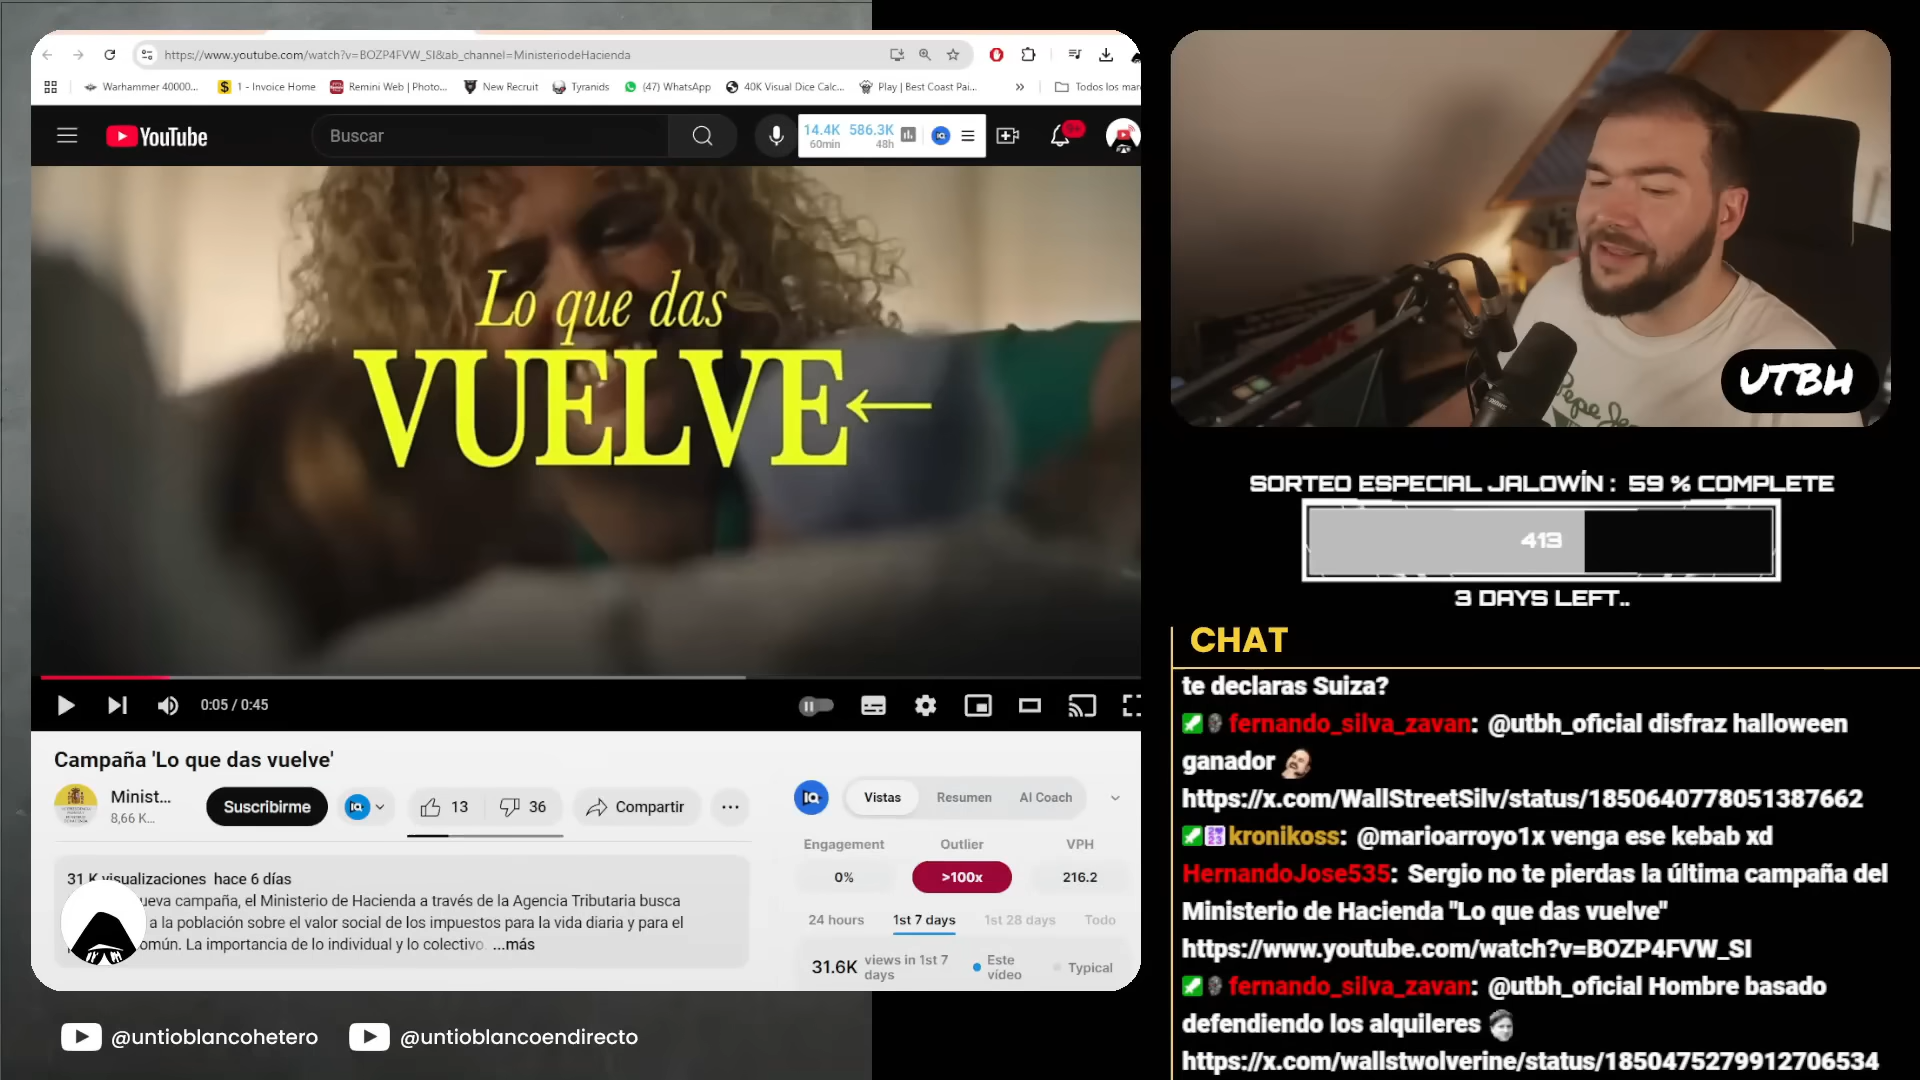 https://www.youtube.com/watch?v=BOZP4FVW_SI&ab_channel=MinisteriodeHacienda
Warhammer 40000...
1 - Invoice Home
Remini Web | Photo...
New Recruit
Tyranids
(47) WhatsApp
40K Visual Dice Calc...
Play | Best Coast Pai...
Todos los mar
YouTube
Buscar
14.4K 586.3K
60min 48h
9+
Lo que das
VUELVE←
0:05 / 0:45
Campaña 'Lo que das vuelve'
Minist...
8,66 K...
Suscribirme
13
36
Compartir
31 K visualizaciones hace 6 días
ueva campaña, el Ministerio de Hacienda a través de la Agencia Tributaria busca
a la población sobre el valor social de los impuestos para la vida diaria y para el
omún. La importancia de lo individual y lo colectivo. ...más
Vistas
Resumen
AI Coach
Engagement
Outlier
VPH
0%
>100x
216.2
24 hours
1st 7 days
1st 28 days
Todo
31.6K
views in 1st 7
days
Este
vídeo
Typical
@untioblancohetero
@untioblancoendirecto
Pepe Je
UTBH
SORTEO ESPECIAL JALOWÍN : 59 % COMPLETE
413
3 DAYS LEFT..
CHAT
te declaras Suiza?
fernando_silva_zavan: @utbh_oficial disfraz halloween
ganador
https://x.com/WallStreetSilv/status/1850640778051387662
kronikoss: @marioarroyo1x venga ese kebab xd
HernandoJose535: Sergio no te pierdas la última campaña del
Ministerio de Hacienda "Lo que das vuelve"
https://www.youtube.com/watch?v=BOZP4FVW_SI
fernando_silva_zavan: @utbh_oficial Hombre basado
defendiendo los alquileres
https://x.com/wallstwolverine/status/1850475279912706534